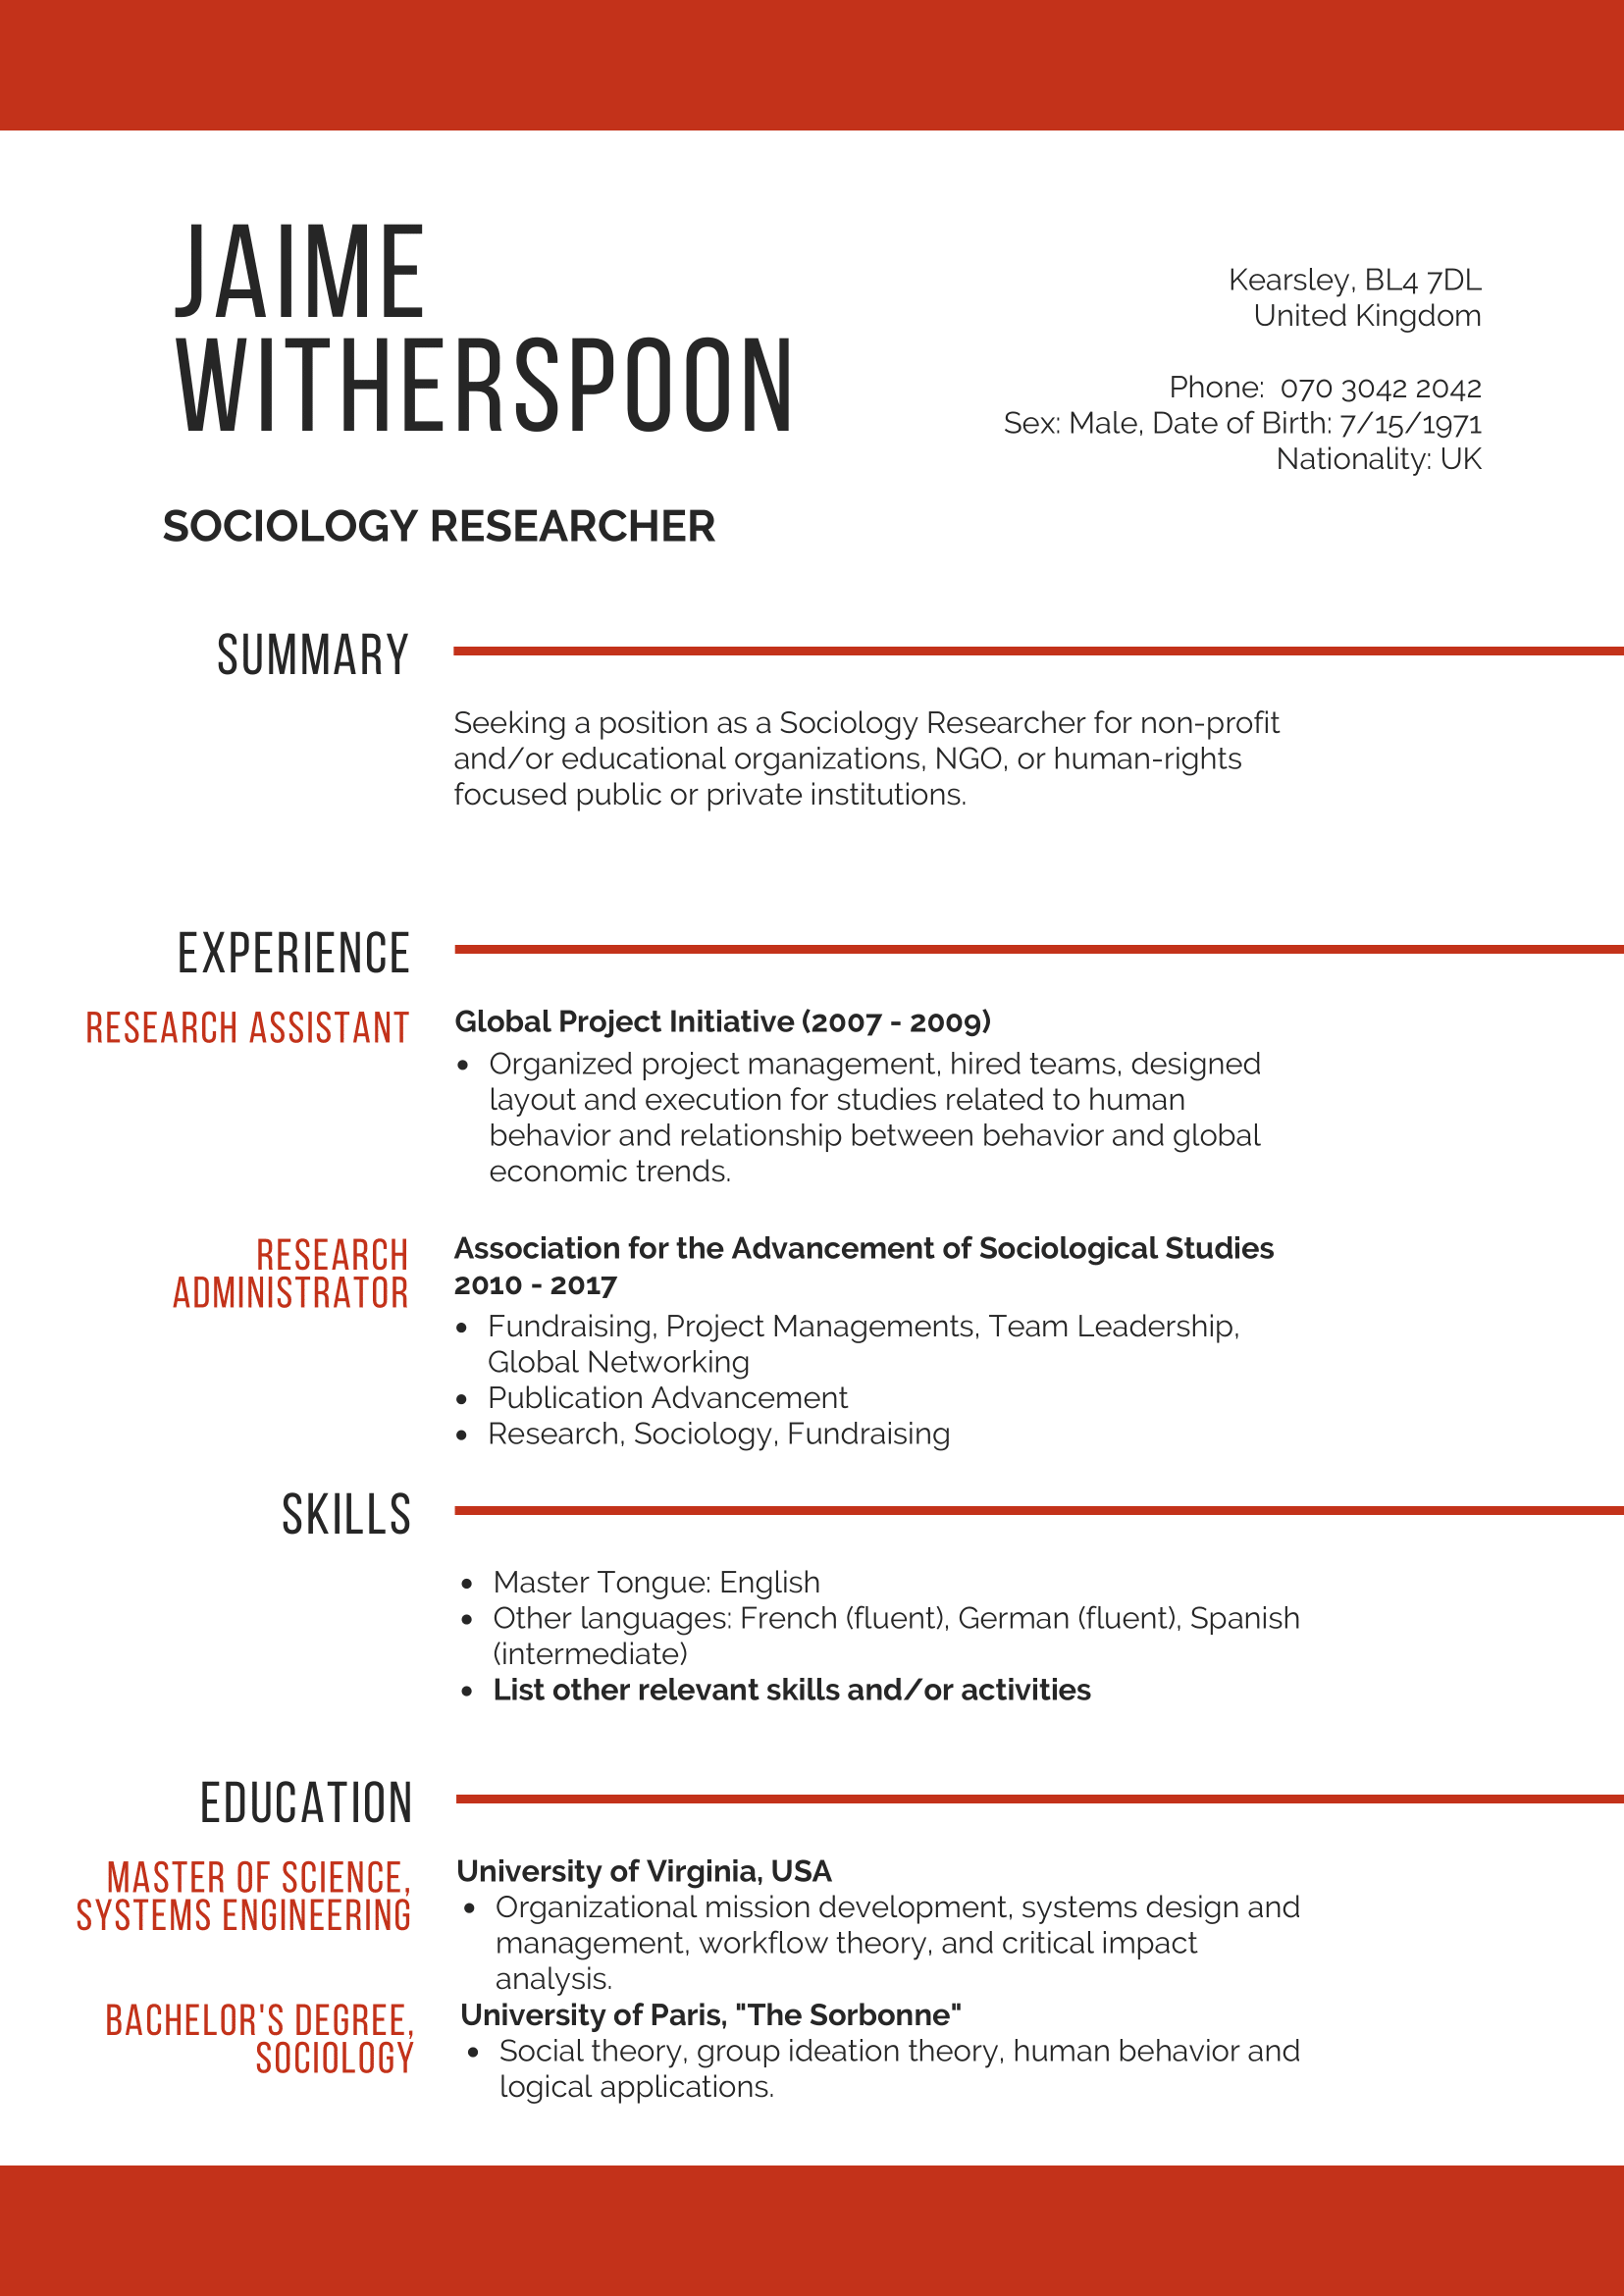 JAIME
WITHERSPOON
Kearsley, BL4 7DL
United Kingdom
Phone:  070 3042 2042
Sex: Male, Date of Birth: 7/15/1971
Nationality: UK
SOCIOLOGY RESEARCHER
SUMMARY
Seeking a position as a Sociology Researcher for non-profit
and/or educational organizations, NGO, or human-rights
focused public or private institutions.
EXPERIENCE
RESEARCH ASSISTANT
Global Project Initiative (2007 - 2009)
• Organized project management, hired teams, designed
layout and execution for studies related to human
behavior and relationship between behavior and global
economic trends.
RESEARCH
ADMINISTRATOR
Association for the Advancement of Sociological Studies
2010 - 2017
• Fundraising, Project Managements, Team Leadership,
Global Networking
• Publication Advancement
• Research, Sociology, Fundraising
SKILLS
• Master Tongue: English
• Other languages: French (fluent), German (fluent), Spanish
(intermediate)
• List other relevant skills and/or activities
EDUCATION
MASTER OF SCIENCE,
SYSTEMS ENGINEERING
University of Virginia, USA
• Organizational mission development, systems design and
management, workflow theory, and critical impact
analysis.
BACHELOR'S DEGREE,
SOCIOLOGY
University of Paris, "The Sorbonne"
• Social theory, group ideation theory, human behavior and
logical applications.